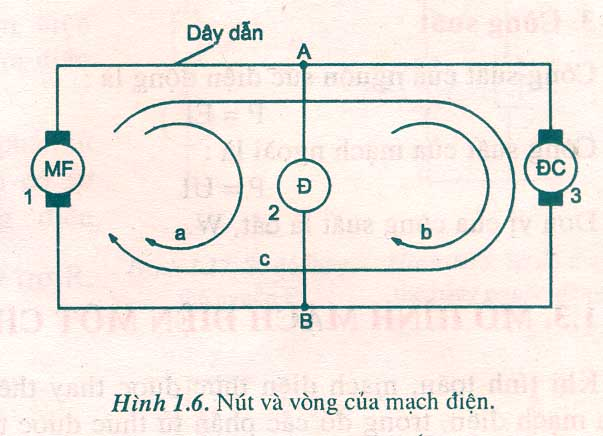 Dây dẫn
A
MF
1
Đ
2
ĐC
3
a
b
c
B
Hình 1.6. Nút và vòng của mạch điện.